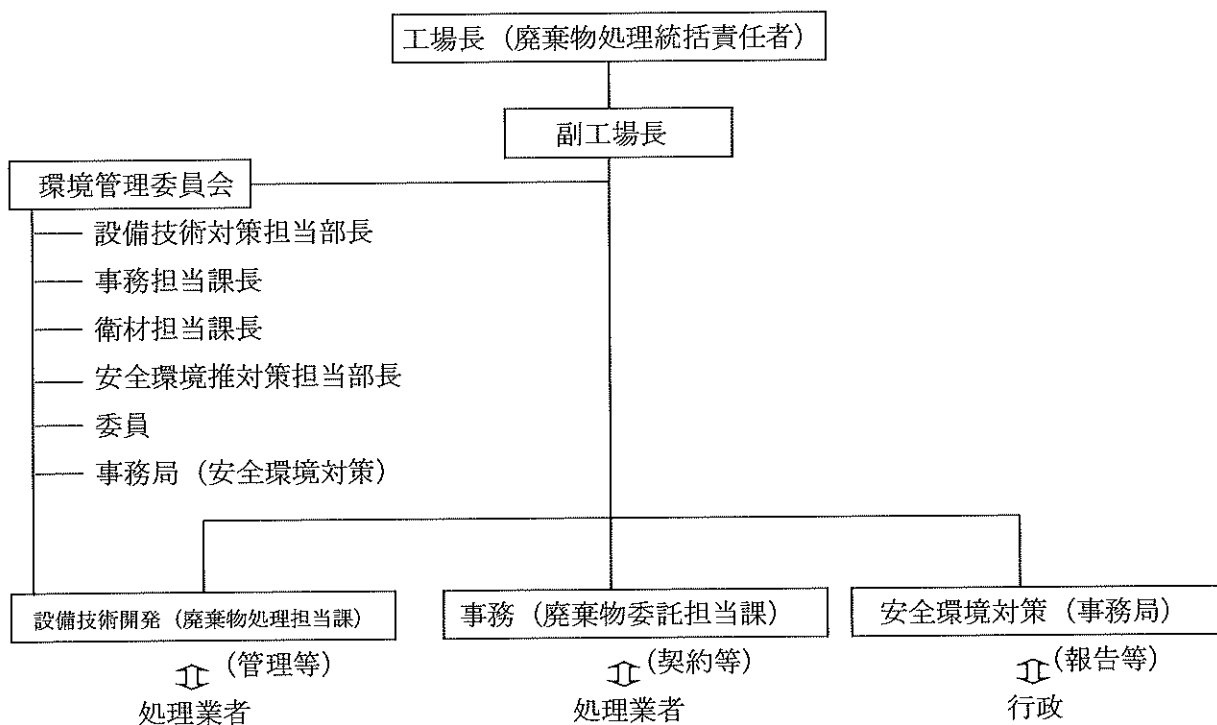 工場長（廃棄物処理統括責任者）
副工場長
環境管理委員会
設備技術対策担当部長
事務担当課長
衛材担当課長
安全環境推対策担当部長
委員
事務局（安全環境対策）
設備技術開発（廃棄物処理担当課）
事務（廃棄物委託担当課）
安全環境対策（事務局）
(管理等)
(契約等)
(報告等)
処理業者
処理業者
行政